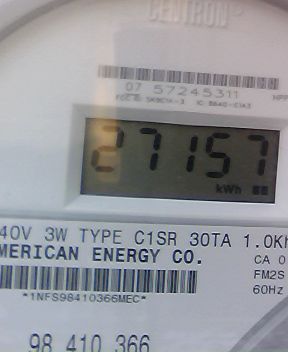 CENTRON
07 57245311
27157
kWh
40V 3W TYPE C1SR 30TA 1.0Kh
MERICAN ENERGY CO.
CA 0
FM2S
60Hz
*1NFS98410366MEC*
98 410 366